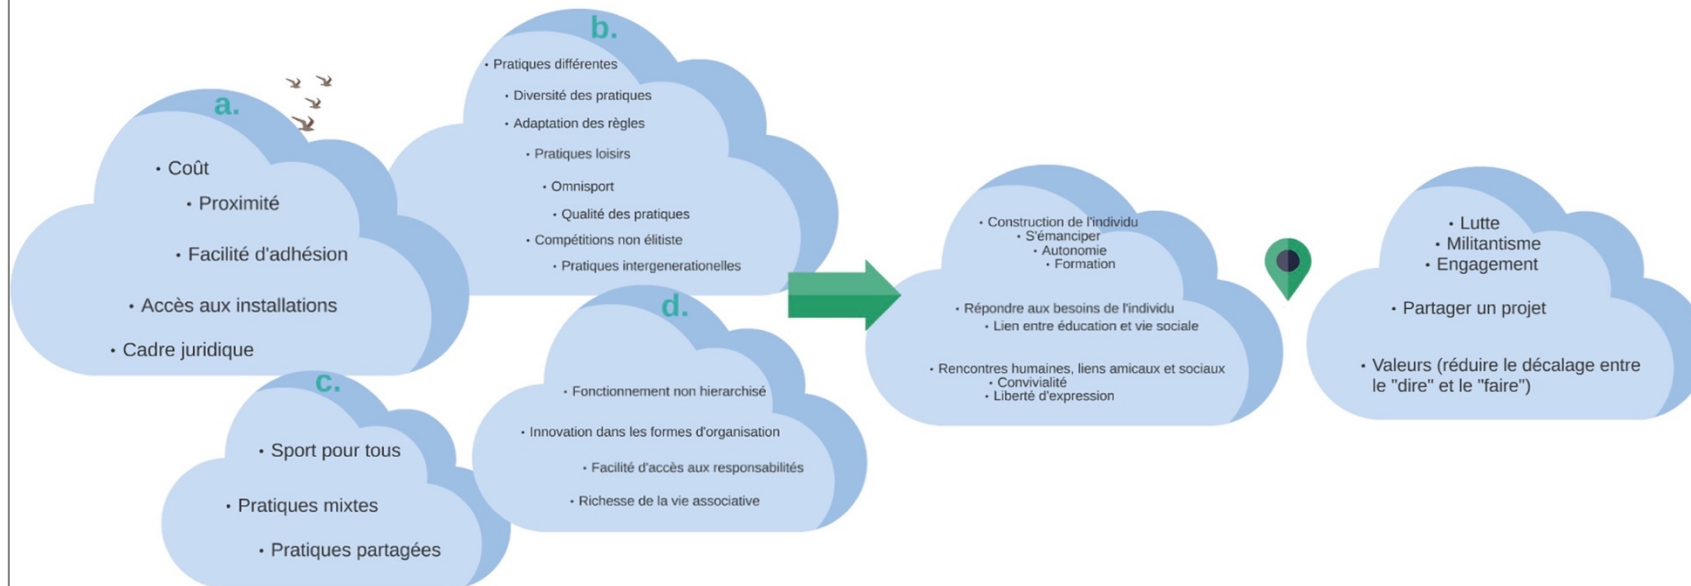 a.
• Coût
• Proximité
• Facilité d'adhésion
• Accès aux installations
• Cadre juridique
b.
• Pratiques différentes
• Diversité des pratiques
• Adaptation des règles
• Pratiques loisirs
• Omnisport
• Qualité des pratiques
• Compétitions non élitiste
• Pratiques intergenerationelles
c.
• Sport pour tous
• Pratiques mixtes
• Pratiques partagées
d.
• Fonctionnement non hierarchisé
• Innovation dans les formes d'organisation
• Facilité d'accès aux responsabilités
• Richesse de la vie associative
• Construction de l'individu
• S'émanciper
• Autonomie
• Formation
• Répondre aux besoins de l'individu
• Lien entre éducation et vie sociale
• Rencontres humaines, liens amicaux et sociaux
• Convivialité
• Liberté d'expression
• Lutte
• Militantisme
• Engagement
• Partager un projet
• Valeurs (réduire le décalage entre
le "dire" et le "faire")